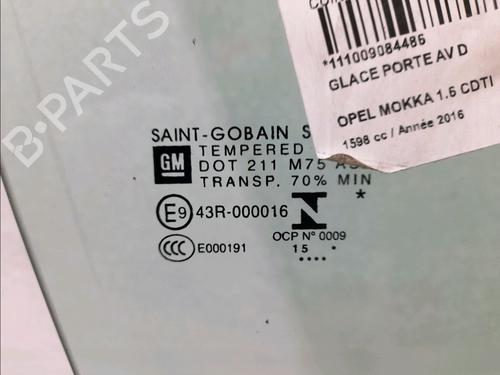 B-PARTS
*111009084486
GLACE PORTE AV D
OPEL MOKKA 1.6 CDTI
1598 cc / Année 2016
SAINT-GOBAIN S
GM
TEMPERED
DOT 211 M75
TRANSP. 70% MIN
E9 43R-000016 N *
CCC E000191
OCP Nº 0009
15 *
....